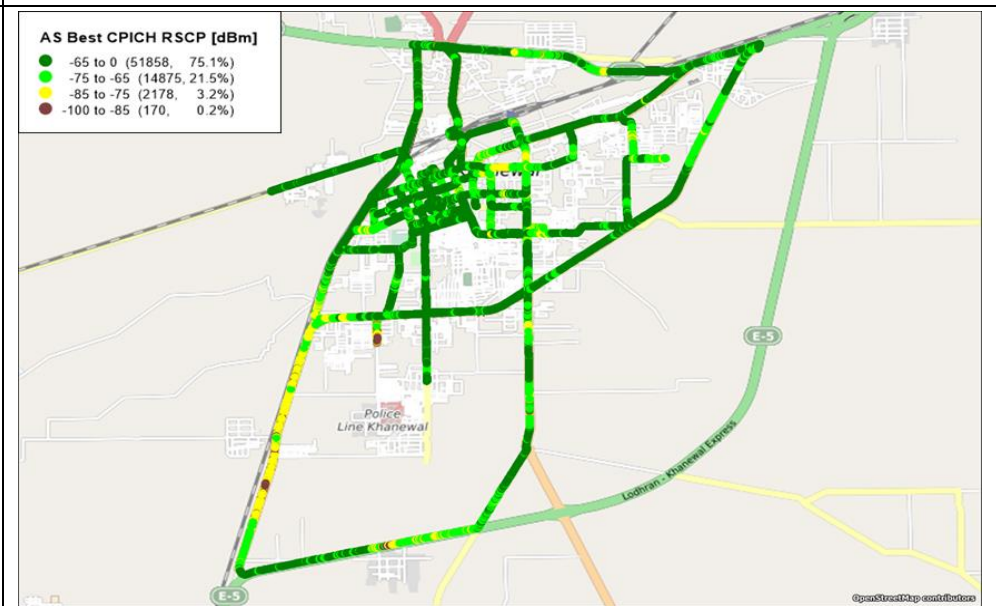 AS Best CPICH RSCP [dBm]
-65 to 0 (51858, 75.1%)
-75 to -65 (14875, 21.5%)
-85 to -75 (2178, 3.2%)
-100 to -85 (170, 0.2%)
E-5
Police
Line Khanewal
Lodhran - Khanewal Express
E-5
OpenStreetMap contributors